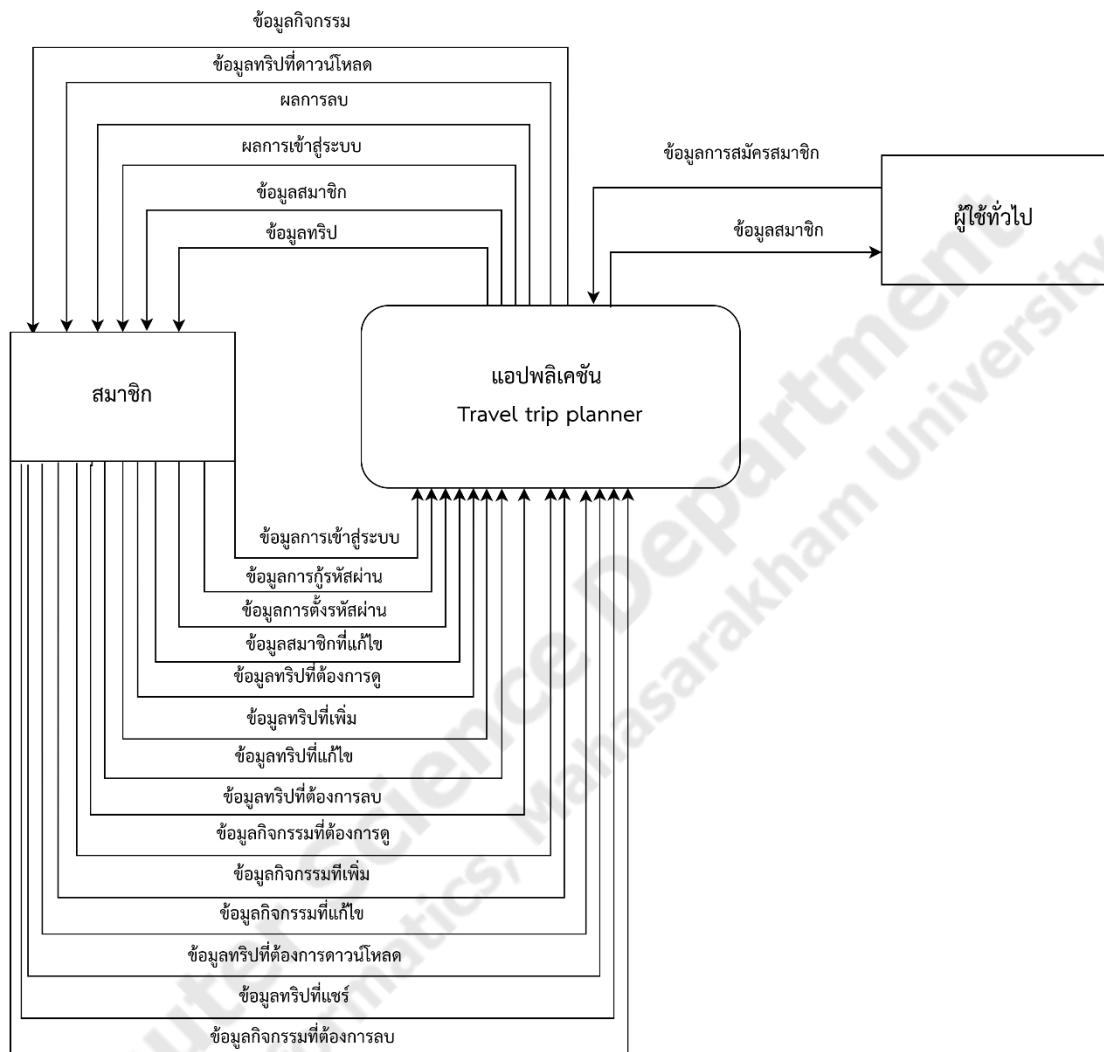 ข้อมูลกิจกรรม
ข้อมูลทริปที่ดาวน์โหลด
ผลการลบ
ผลการเข้าสู่ระบบ
ข้อมูลสมาชิก
ข้อมูลทริป
ข้อมูลการสมัครสมาชิก
ข้อมูลสมาชิก
ผู้ใช้ทั่วไป
สมาชิก
แอปพลิเคชัน
Travel trip planner
ข้อมูลการเข้าสู่ระบบ
ข้อมูลการกู้รหัสผ่าน
ข้อมูลการตั้งรหัสผ่าน
ข้อมูลสมาชิกที่แก้ไข
ข้อมูลทริปที่ต้องการดู
ข้อมูลทริปที่เพิ่ม
ข้อมูลทริปที่แก้ไข
ข้อมูลทริปที่ต้องการลบ
ข้อมูลกิจกรรมที่ต้องการดู
ข้อมูลกิจกรรมทีเพิ่ม
ข้อมูลกิจกรรมที่แก้ไข
ข้อมูลทริปที่ต้องการดาวน์โหลด
ข้อมูลทริปที่แชร์
ข้อมูลกิจกรรมที่ต้องการลบ
uter Science Department
ormatics, Mahasarakham University